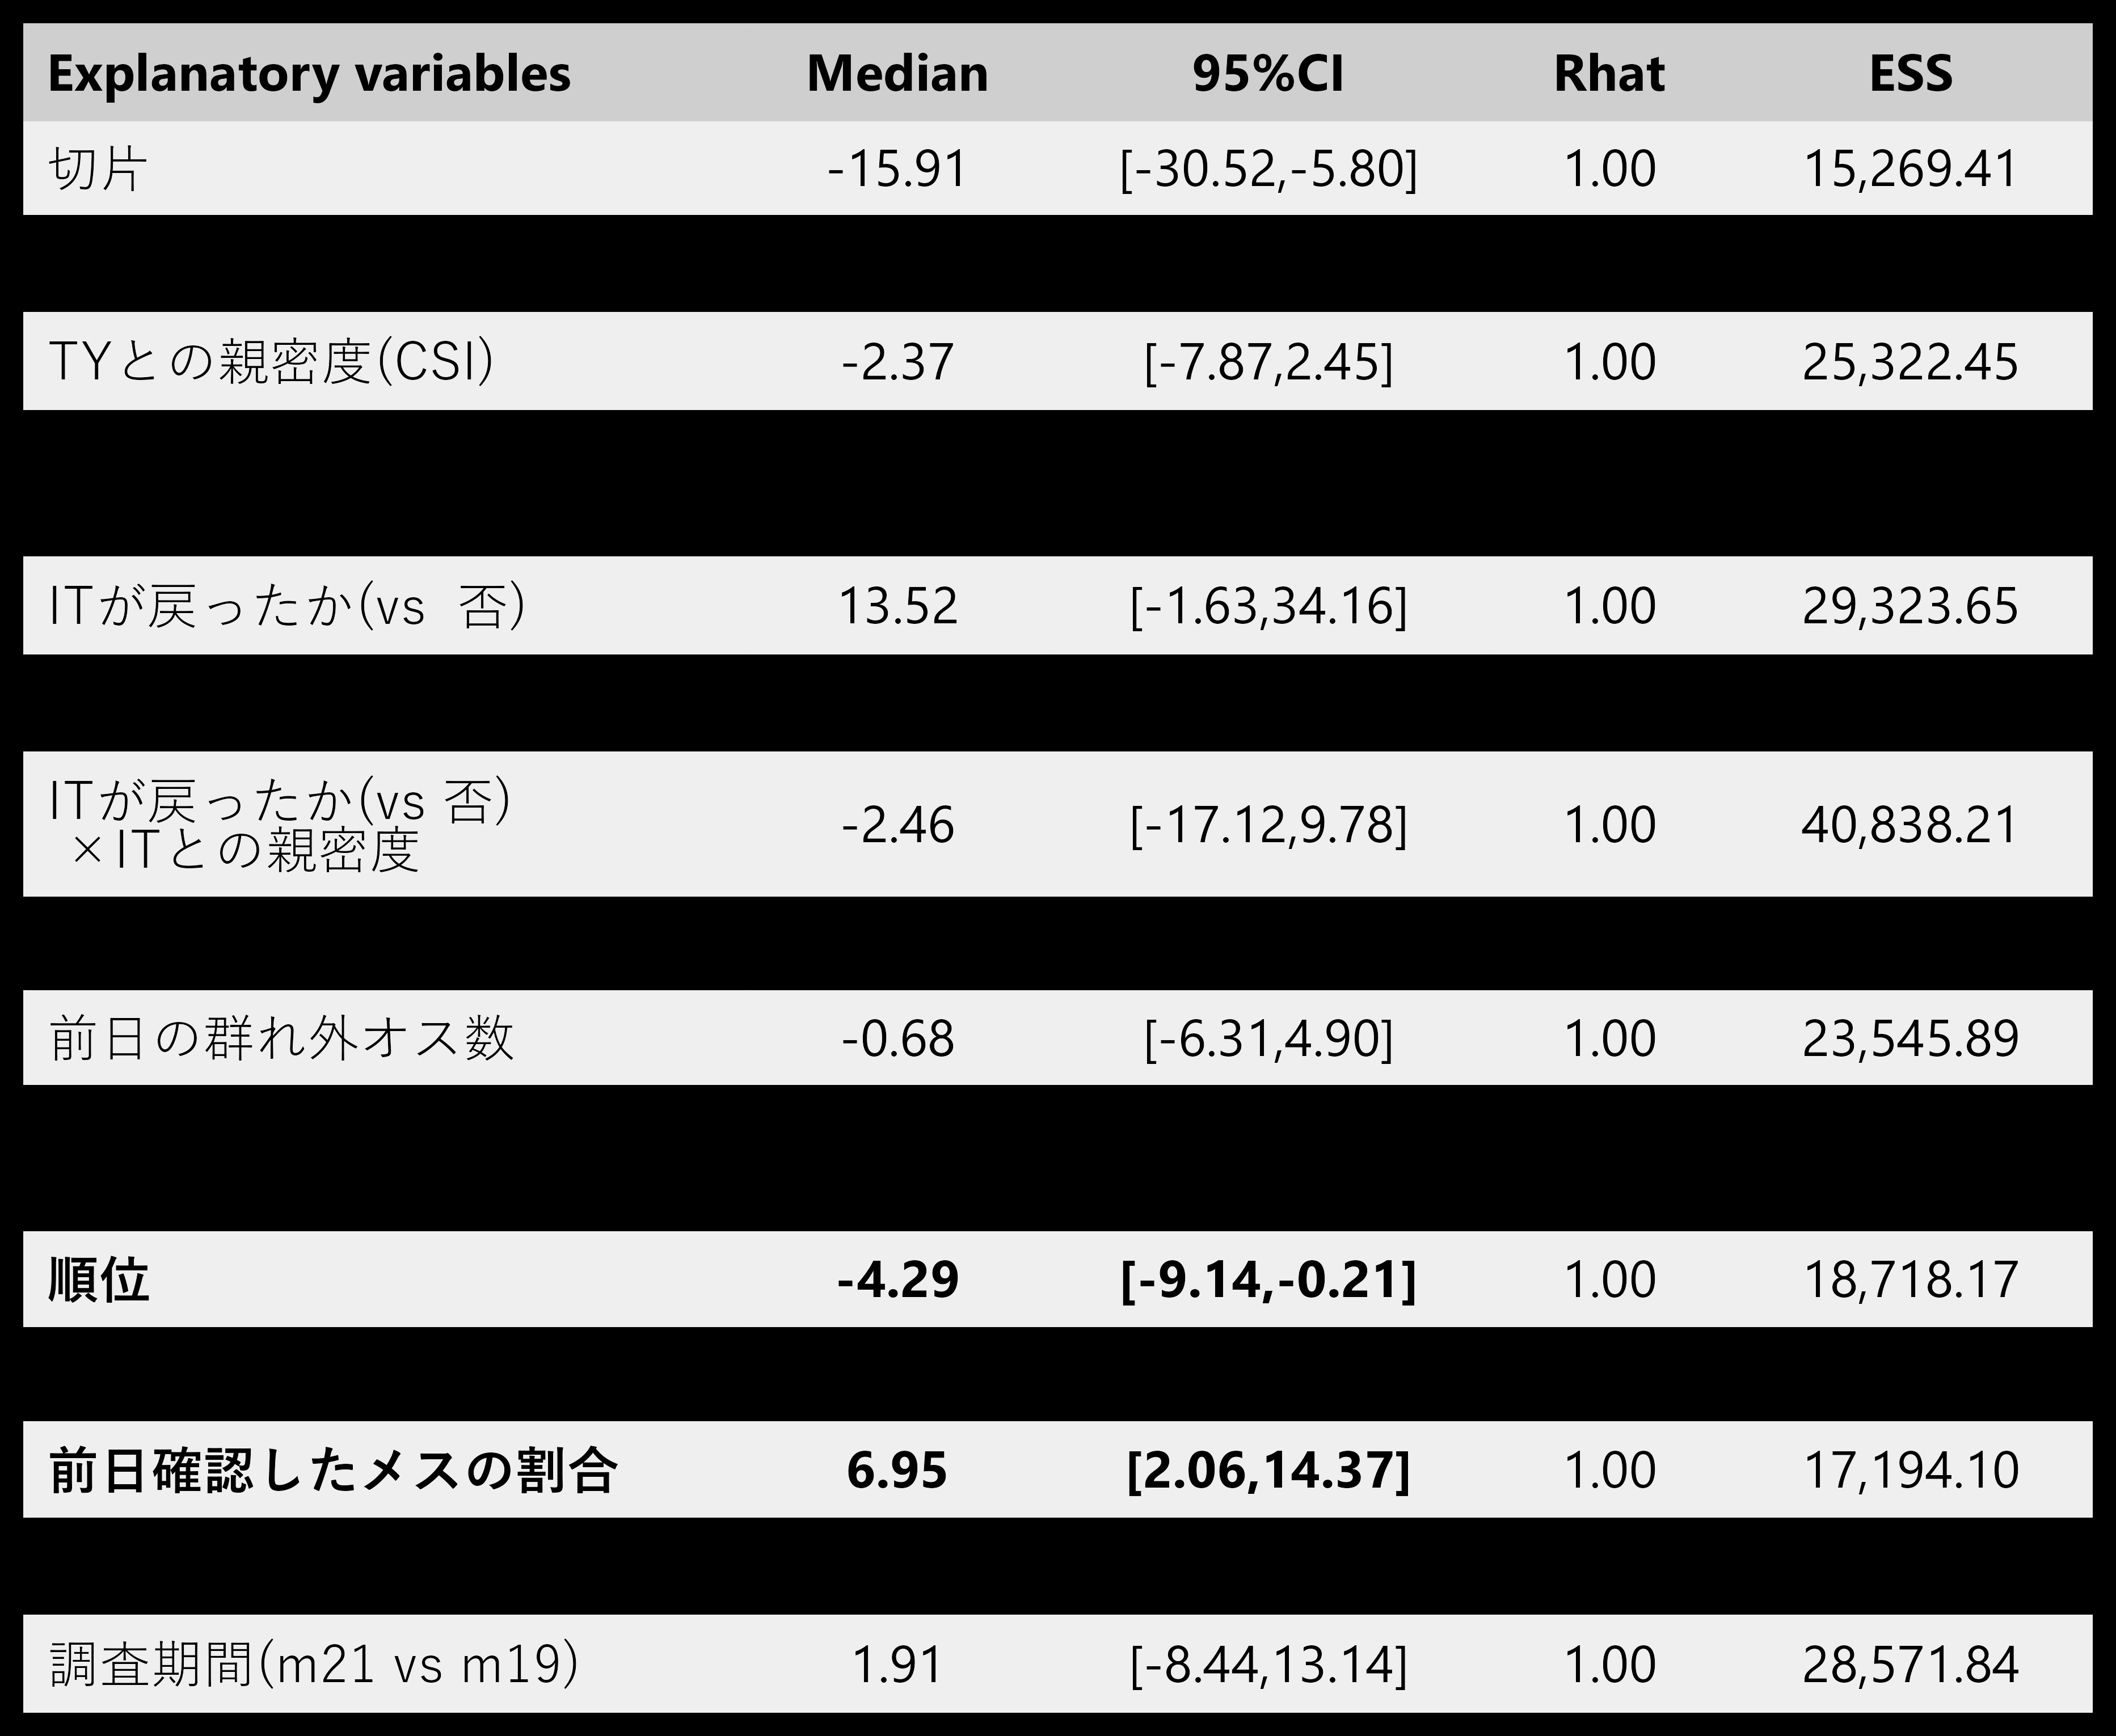 Explanatory variables Median 95%CI Rhat ESS
切片 -15.91 [-30.52,-5.80] 1.00 15,269.41
TYとの親密度(CSI) -2.37 [-7.87,2.45] 1.00 25,322.45
ITが戻ったか(vs 否) 13.52 [-1.63,34.16] 1.00 29,323.65
ITが戻ったか(vs 否)
×ITとの親密度 -2.46 [-17.12,9.78] 1.00 40,838.21
前日の群れ外オス数 -0.68 [-6.31,4.90] 1.00 23,545.89
順位 -4.29 [-9.14,-0.21] 1.00 18,718.17
前日確認したメスの割合 6.95 [2.06,14.37] 1.00 17,194.10
調査期間(m21 vs m19) 1.91 [-8.44,13.14] 1.00 28,571.84